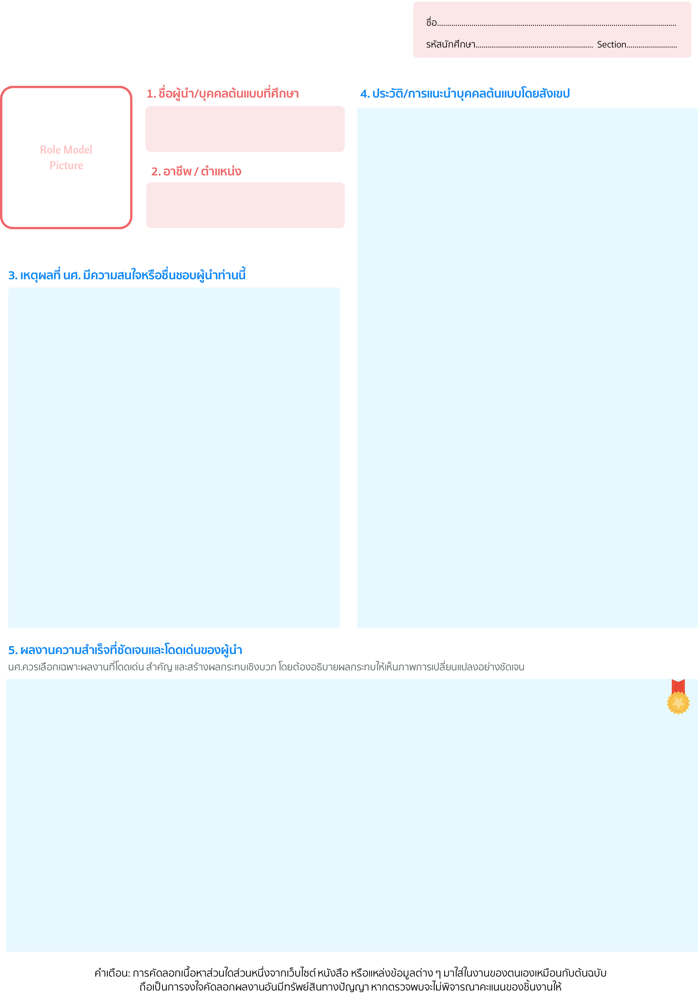 ชื่อ......................................................................................................................
รหัสนักศึกษา.......................................................... Section.........................
Role Model
Picture
1. ชื่อผู้นำ/บุคคลต้นแบบที่ศึกษา
2. อาชีพ / ตำแหน่ง
3. เหตุผลที่ นศ. มีความสนใจหรือชื่นชอบผู้นำท่านนี้
4. ประวัติ/การแนะนำบุคคลต้นแบบโดยสังเขป
5. ผลงานความสำเร็จที่ชัดเจนและโดดเด่นของผู้นำ
นศ.ควรเลือกเฉพาะผลงานที่โดดเด่น สำคัญ และสร้างผลกระทบเชิงบวก โดยต้องอธิบายผลกระทบให้เห็นภาพการเปลี่ยนแปลงอย่างชัดเจน
คำเตือน: การคัดลอกเนื้อหาส่วนใดส่วนหนึ่งจากเว็บไซต์ หนังสือ หรือแหล่งข้อมูลต่าง ๆ มาใส่ในงานของตนเองเหมือนกับต้นฉบับ
ถือเป็นการจงใจคัดลอกผลงานอันมีทรัพย์สินทางปัญญา หากตรวจพบจะไม่พิจารณาคะแนนของชิ้นงานให้